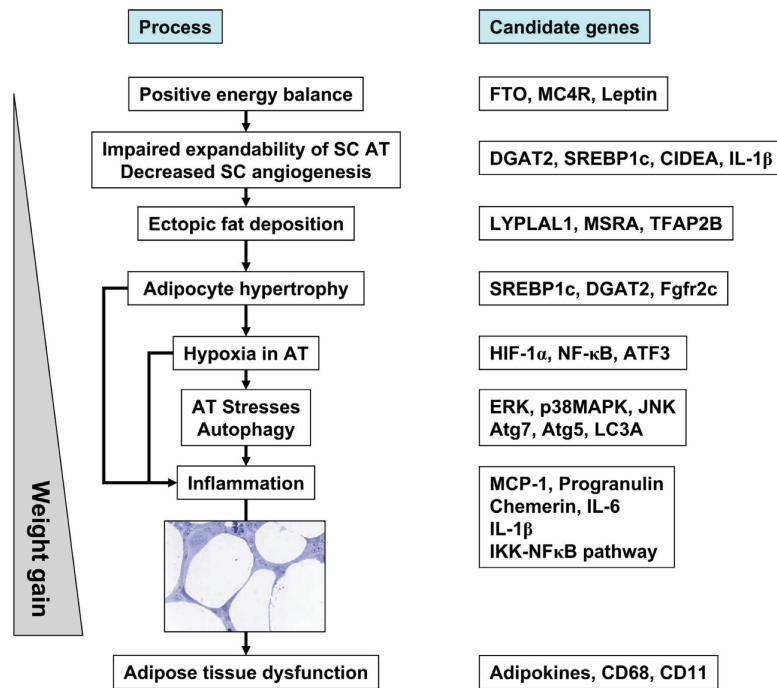 Process
Candidate genes
Positive energy balance
FTO, MC4R, Leptin
Impaired expandability of SC AT
Decreased SC angiogenesis
DGAT2, SREBP1c, CIDEA, IL-1β
Ectopic fat deposition
LYPLAL1, MSRA, TFAP2B
Adipocyte hypertrophy
SREBP1c, DGAT2, Fgfr2c
Hypoxia in AT
HIF-1α, NF-κB, ATF3
AT Stresses
Autophagy
ERK, p38MAPK, JNK
Atg7, Atg5, LC3A
Inflammation
MCP-1, Progranulin
Chemerin, IL-6
IL-1β
IKK-NFκB pathway
Weight gain
Adipose tissue dysfunction
Adipokines, CD68, CD11